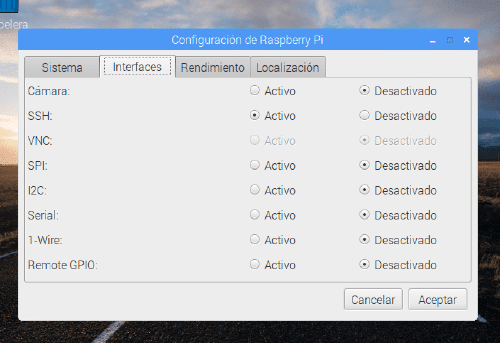 pelera
Configuración de Raspberry Pi
Sistema Interfaces Rendimiento Localización
Cámara: Activo Desactivado
SSH: Activo Desactivado
VNC: Activo Desactivado
SPI: Activo Desactivado
I2C: Activo Desactivado
Serial: Activo Desactivado
1-Wire: Activo Desactivado
Remote GPIO: Activo Desactivado
Cancelar Aceptar